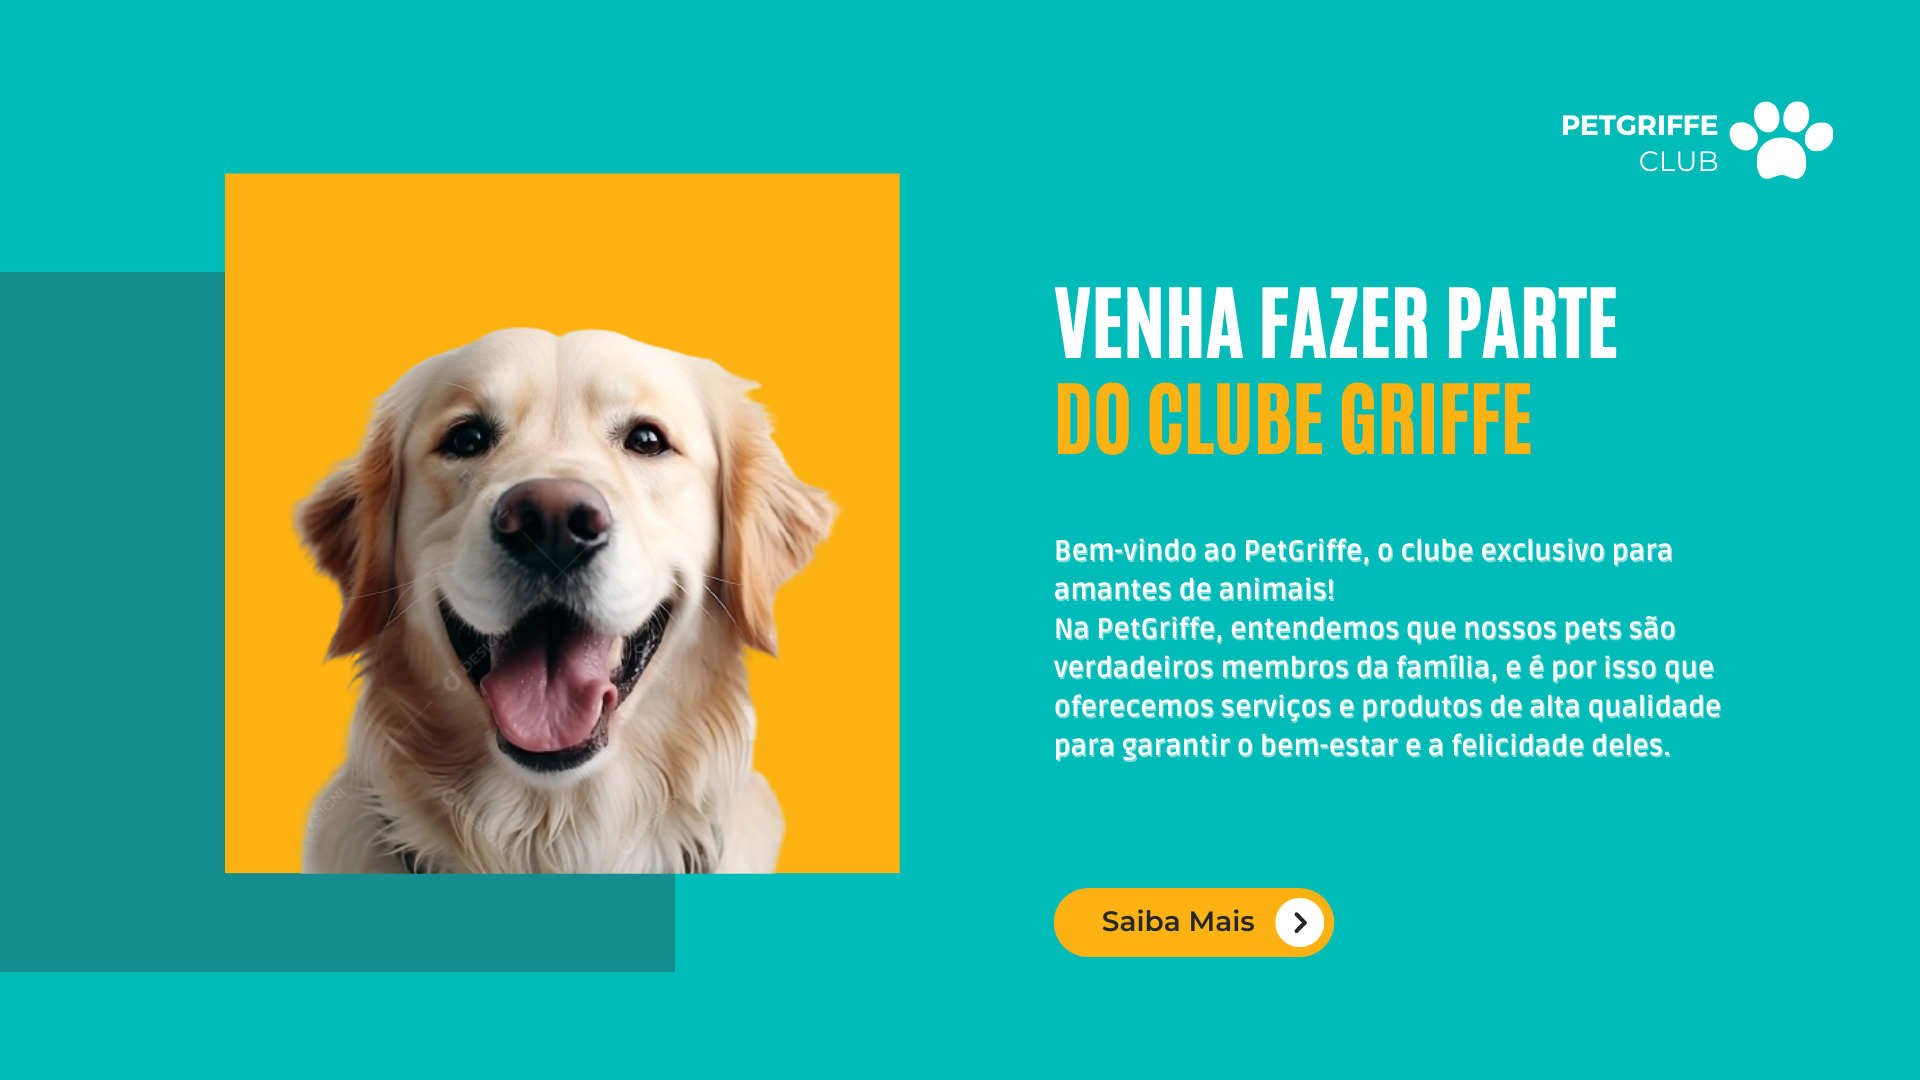 PETGRIFFE
CLUB
VENHA FAZER PARTE
DO CLUBE GRIFFE
Bem-vindo ao PetGriffe, o clube exclusivo para
amantes de animais!
Na PetGriffe, entendemos que nossos pets são
verdadeiros membros da família, e é por isso que
oferecemos serviços e produtos de alta qualidade
para garantir o bem-estar e a felicidade deles.
Saiba Mais